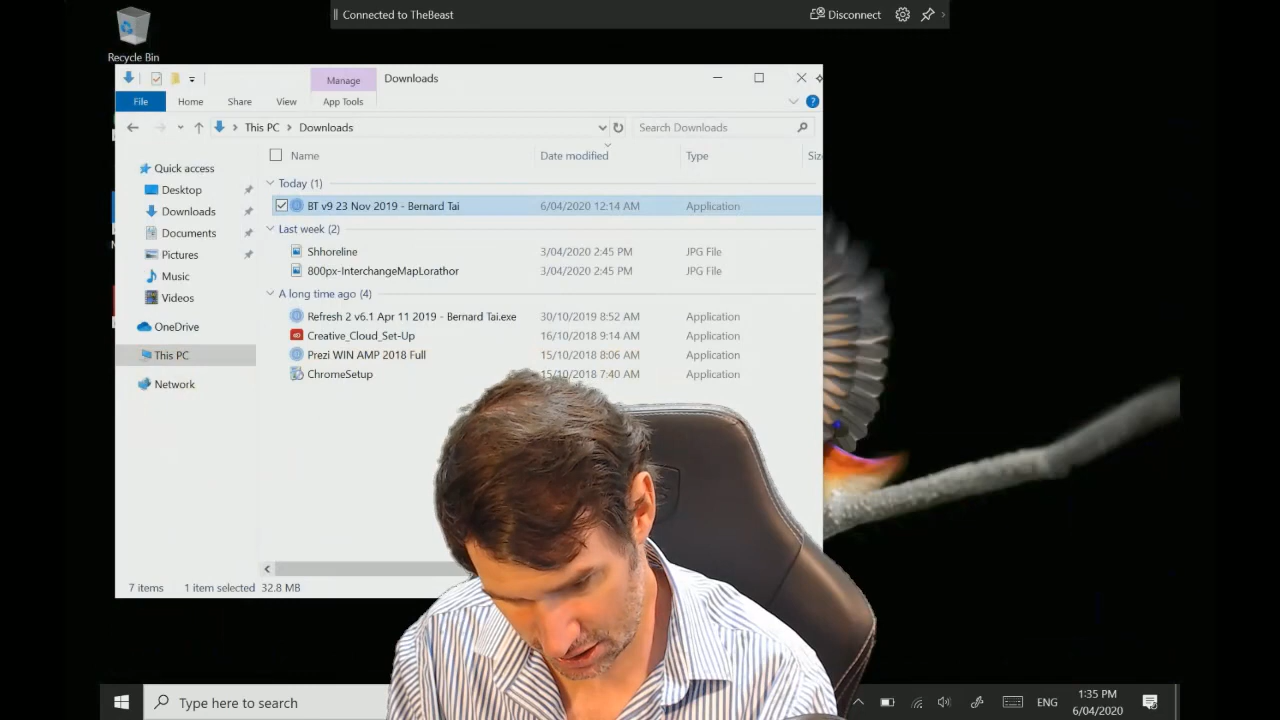 Connected to TheBeast
Disconnect
Recycle Bin
Manage
Downloads
File
Home
Share
View
App Tools
This PC
Downloads
Search Downloads
Name
Date modified
Type
Siz
Quick access
Desktop
Downloads
Documents
Pictures
Music
Videos
OneDrive
This PC
Network
Today (1)
BT v9 23 Nov 2019 - Bernard Tai 6/04/2020 12:14 AM Application
Last week (2)
Shhoreline 3/04/2020 2:45 PM JPG File
800px-InterchangeMapLorathor 3/04/2020 2:45 PM JPG File
A long time ago (4)
Refresh 2 v6.1 Apr 11 2019 - Bernard Tai.exe 30/10/2019 8:52 AM Application
Creative_Cloud_Set-Up 16/10/2018 9:14 AM Application
Prezi WIN AMP 2018 Full 15/10/2018 8:06 AM Application
ChromeSetup 15/10/2018 7:40 AM Application
7 items 1 item selected 32.8 MB
Type here to search
ENG
1:35 PM
6/04/2020